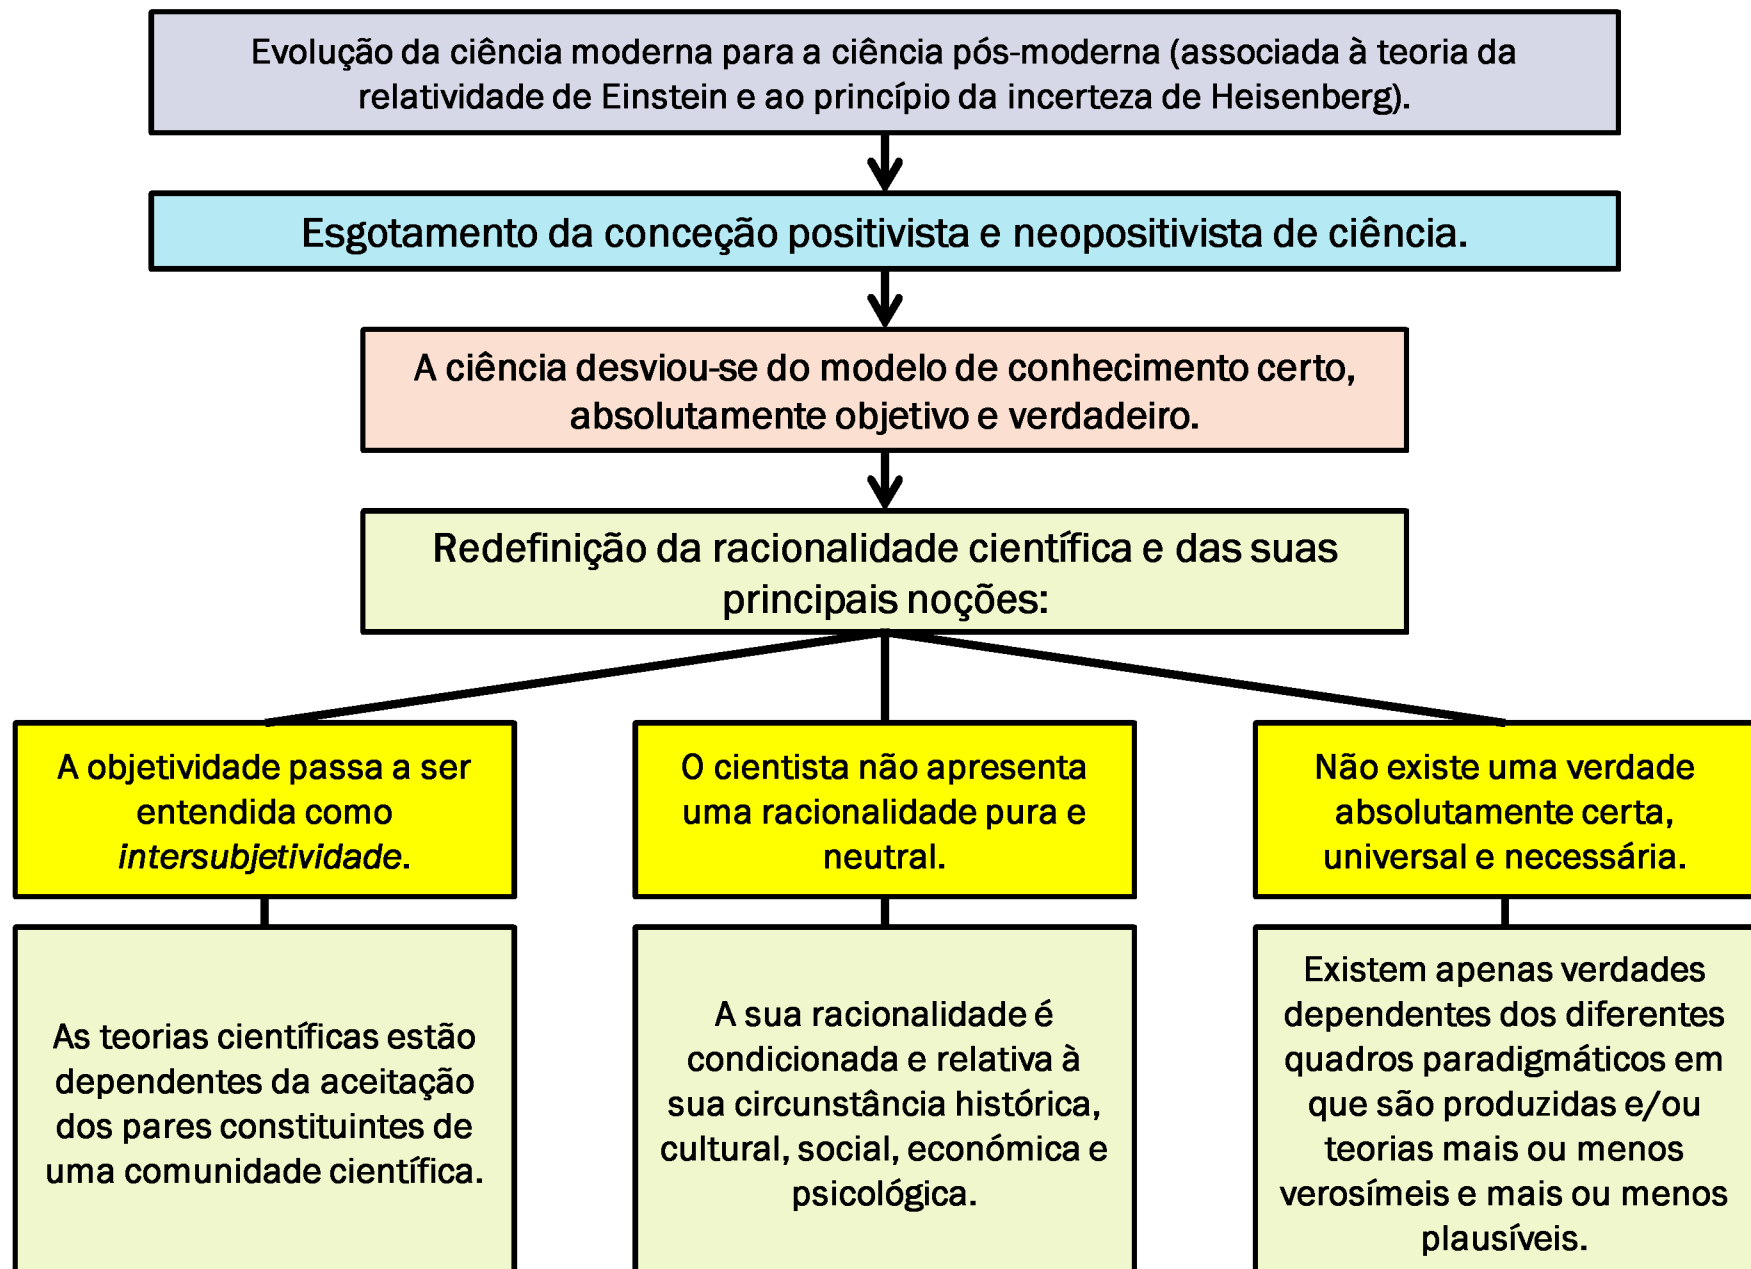 Evolução da ciência moderna para a ciência pós-moderna (associada à teoria da
relatividade de Einstein e ao princípio da incerteza de Heisenberg).
Esgotamento da conceção positivista e neopositivista de ciência.
A ciência desviou-se do modelo de conhecimento certo,
absolutamente objetivo e verdadeiro.
Redefinição da racionalidade científica e das suas
principais noções:
A objetividade passa a ser
entendida como
intersubjetividade.
O cientista não apresenta
uma racionalidade pura e
neutral.
Não existe uma verdade
absolutamente certa,
universal e necessária.
As teorias científicas estão
dependentes da aceitação
dos pares constituintes de
uma comunidade científica.
A sua racionalidade é
condicionada e relativa à
sua circunstância histórica,
cultural, social, económica e
psicológica.
Existem apenas verdades
dependentes dos diferentes
quadros paradigmáticos em
que são produzidas e/ou
teorias mais ou menos
verosímeis e mais ou menos
plausíveis.